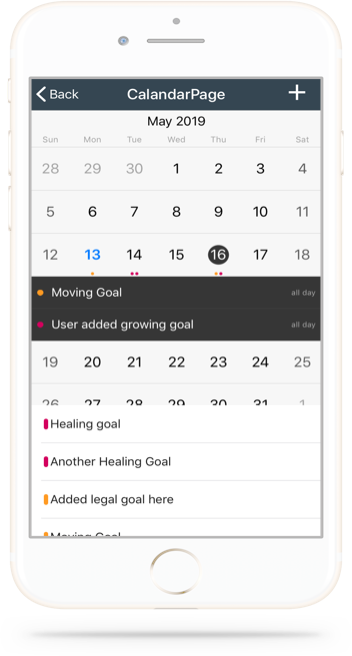 Back CalandarPage +
May 2019
Sun Mon Tue Wed Thu Fri Sat
28 29 30 1 2 3 4
5 6 7 8 9 10 11
12 13 14 15 16 17 18
Moving Goal all day
User added growing goal all day
19 20 21 22 23 24 25
26 27 28 29 30 31 1
Healing goal
Another Healing Goal
Added legal goal here
Moving Goal